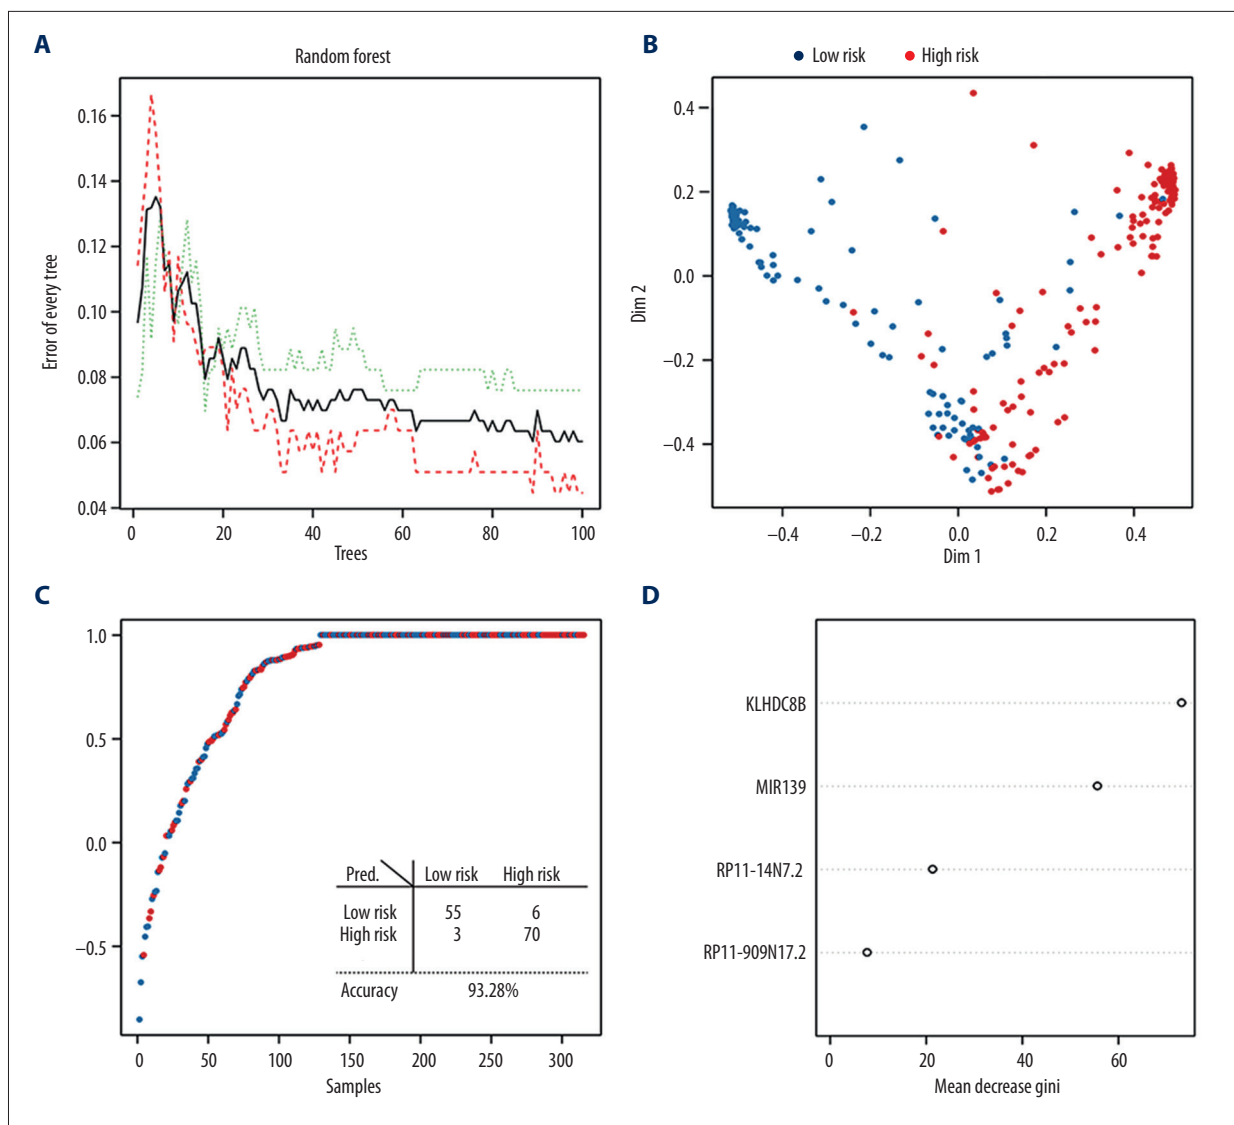 A
Random forest
Error of every tree
0.16
0.14
0.12
0.10
0.08
0.06
0.04
0 20 40 60 80 100
Trees
B
Low risk High risk
Dim 2
0.4
0.2
0.0
−0.2
−0.4
−0.4 −0.2 0.0 0.2 0.4
Dim 1
C
1.0
0.5
0.0
−0.5
Pred. Low risk High risk
Low risk 55 6
High risk 3 70
Accuracy 93.28%
0 50 100 150 200 250 300
Samples
D
KLHDC8B
MIR139
RP11-14N7.2
RP11-909N17.2
0 20 40 60
Mean decrease gini